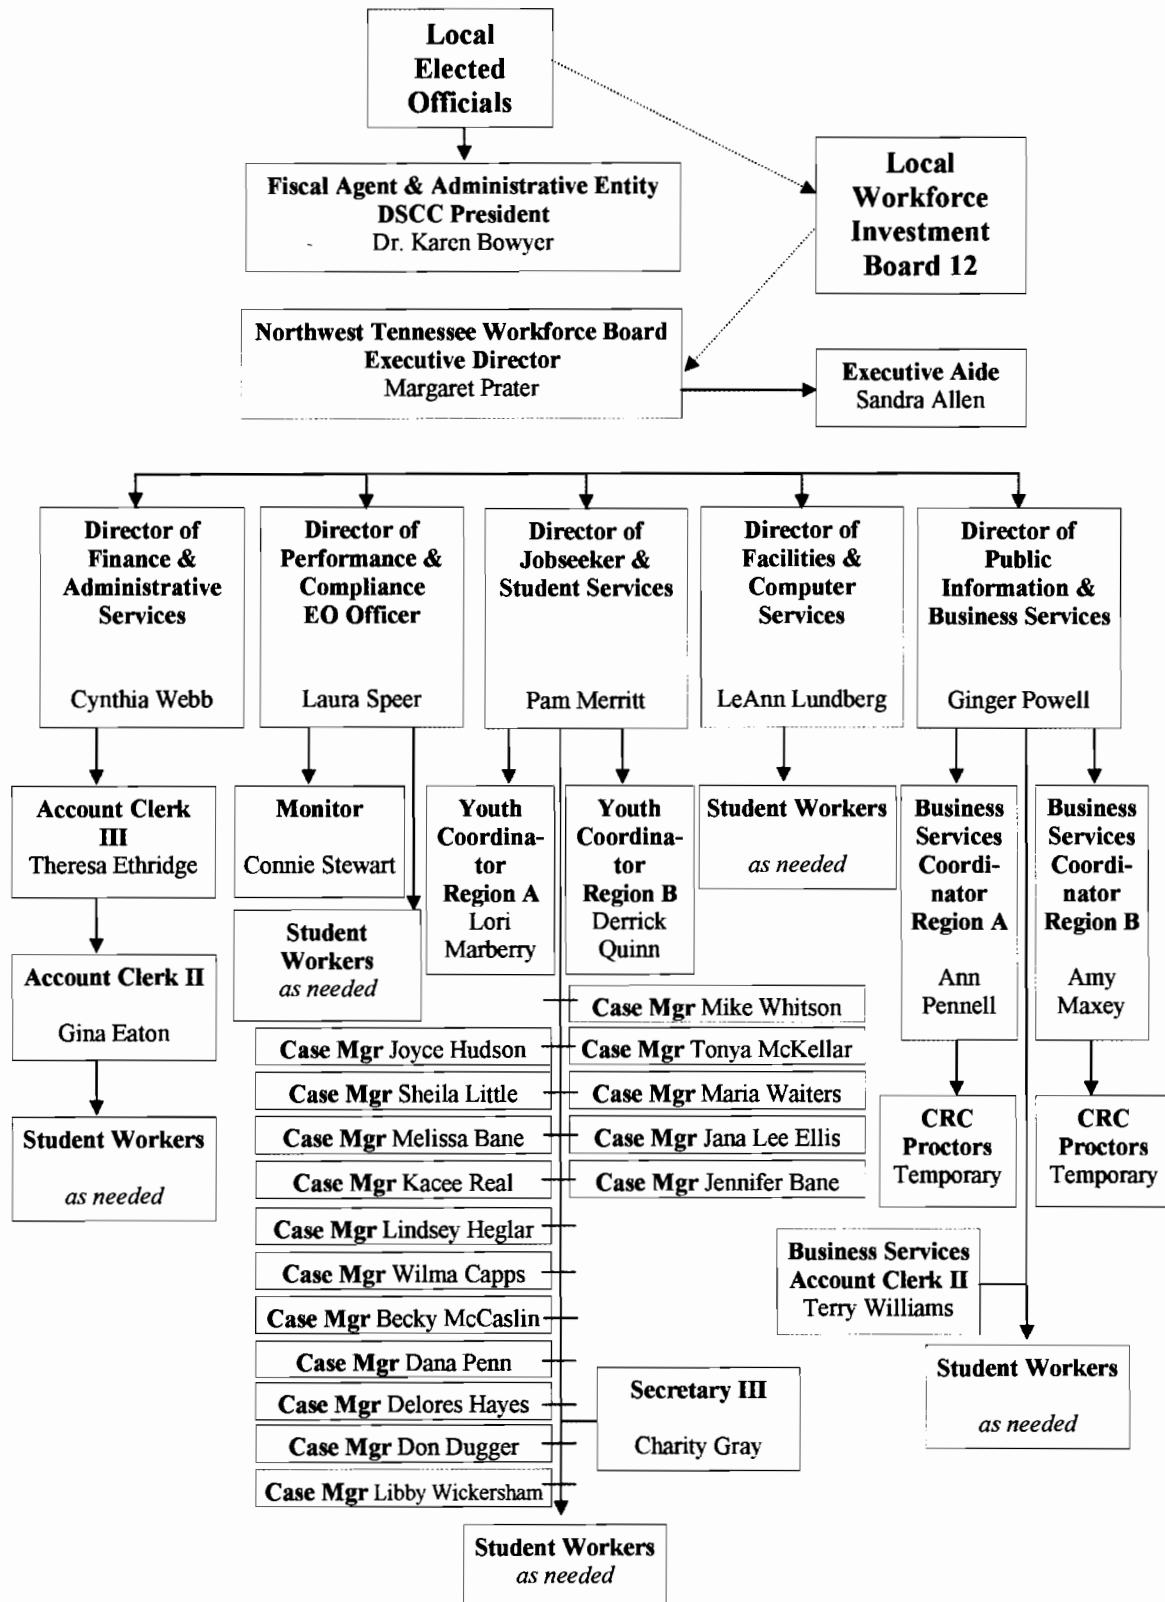 Local
Elected
Officials
Fiscal Agent & Administrative Entity
DSCC President
Dr. Karen Bowyer
Local
Workforce
Investment
Board 12
Northwest Tennessee Workforce Board
Executive Director
Margaret Prater
Executive Aide
Sandra Allen
Director of
Finance &
Administrative
Services
Cynthia Webb
Director of
Performance &
Compliance
EO Officer
Laura Speer
Director of
Jobseeker &
Student Services
Pam Merritt
Director of
Facilities &
Computer
Services
LeAnn Lundberg
Director of
Public
Information &
Business Services
Ginger Powell
Account Clerk
III
Theresa Ethridge
Monitor
Connie Stewart
Youth
Coordina-
tor
Region A
Lori
Marberry
Youth
Coordina-
tor
Region B
Derrick
Quinn
Student Workers
as needed
Business
Services
Coordi-
nator
Region A
Ann
Pennell
Business
Services
Coordi-
nator
Region B
Amy
Maxey
Student
Workers
as needed
Account Clerk II
Gina Eaton
Student Workers
as needed
Case Mgr Mike Whitson
Case Mgr Joyce Hudson
Case Mgr Tonya McKellar
Case Mgr Sheila Little
Case Mgr Maria Waiters
Case Mgr Melissa Bane
Case Mgr Jana Lee Ellis
Case Mgr Kacee Real
Case Mgr Jennifer Bane
Case Mgr Lindsey Heglar
Case Mgr Wilma Capps
Case Mgr Becky McCaslin
Case Mgr Dana Penn
Case Mgr Delores Hayes
Case Mgr Don Dugger
Case Mgr Libby Wickersham
CRC
Proctors
Temporary
CRC
Proctors
Temporary
Business Services
Account Clerk II
Terry Williams
Student Workers
as needed
Secretary III
Charity Gray
Student Workers
as needed